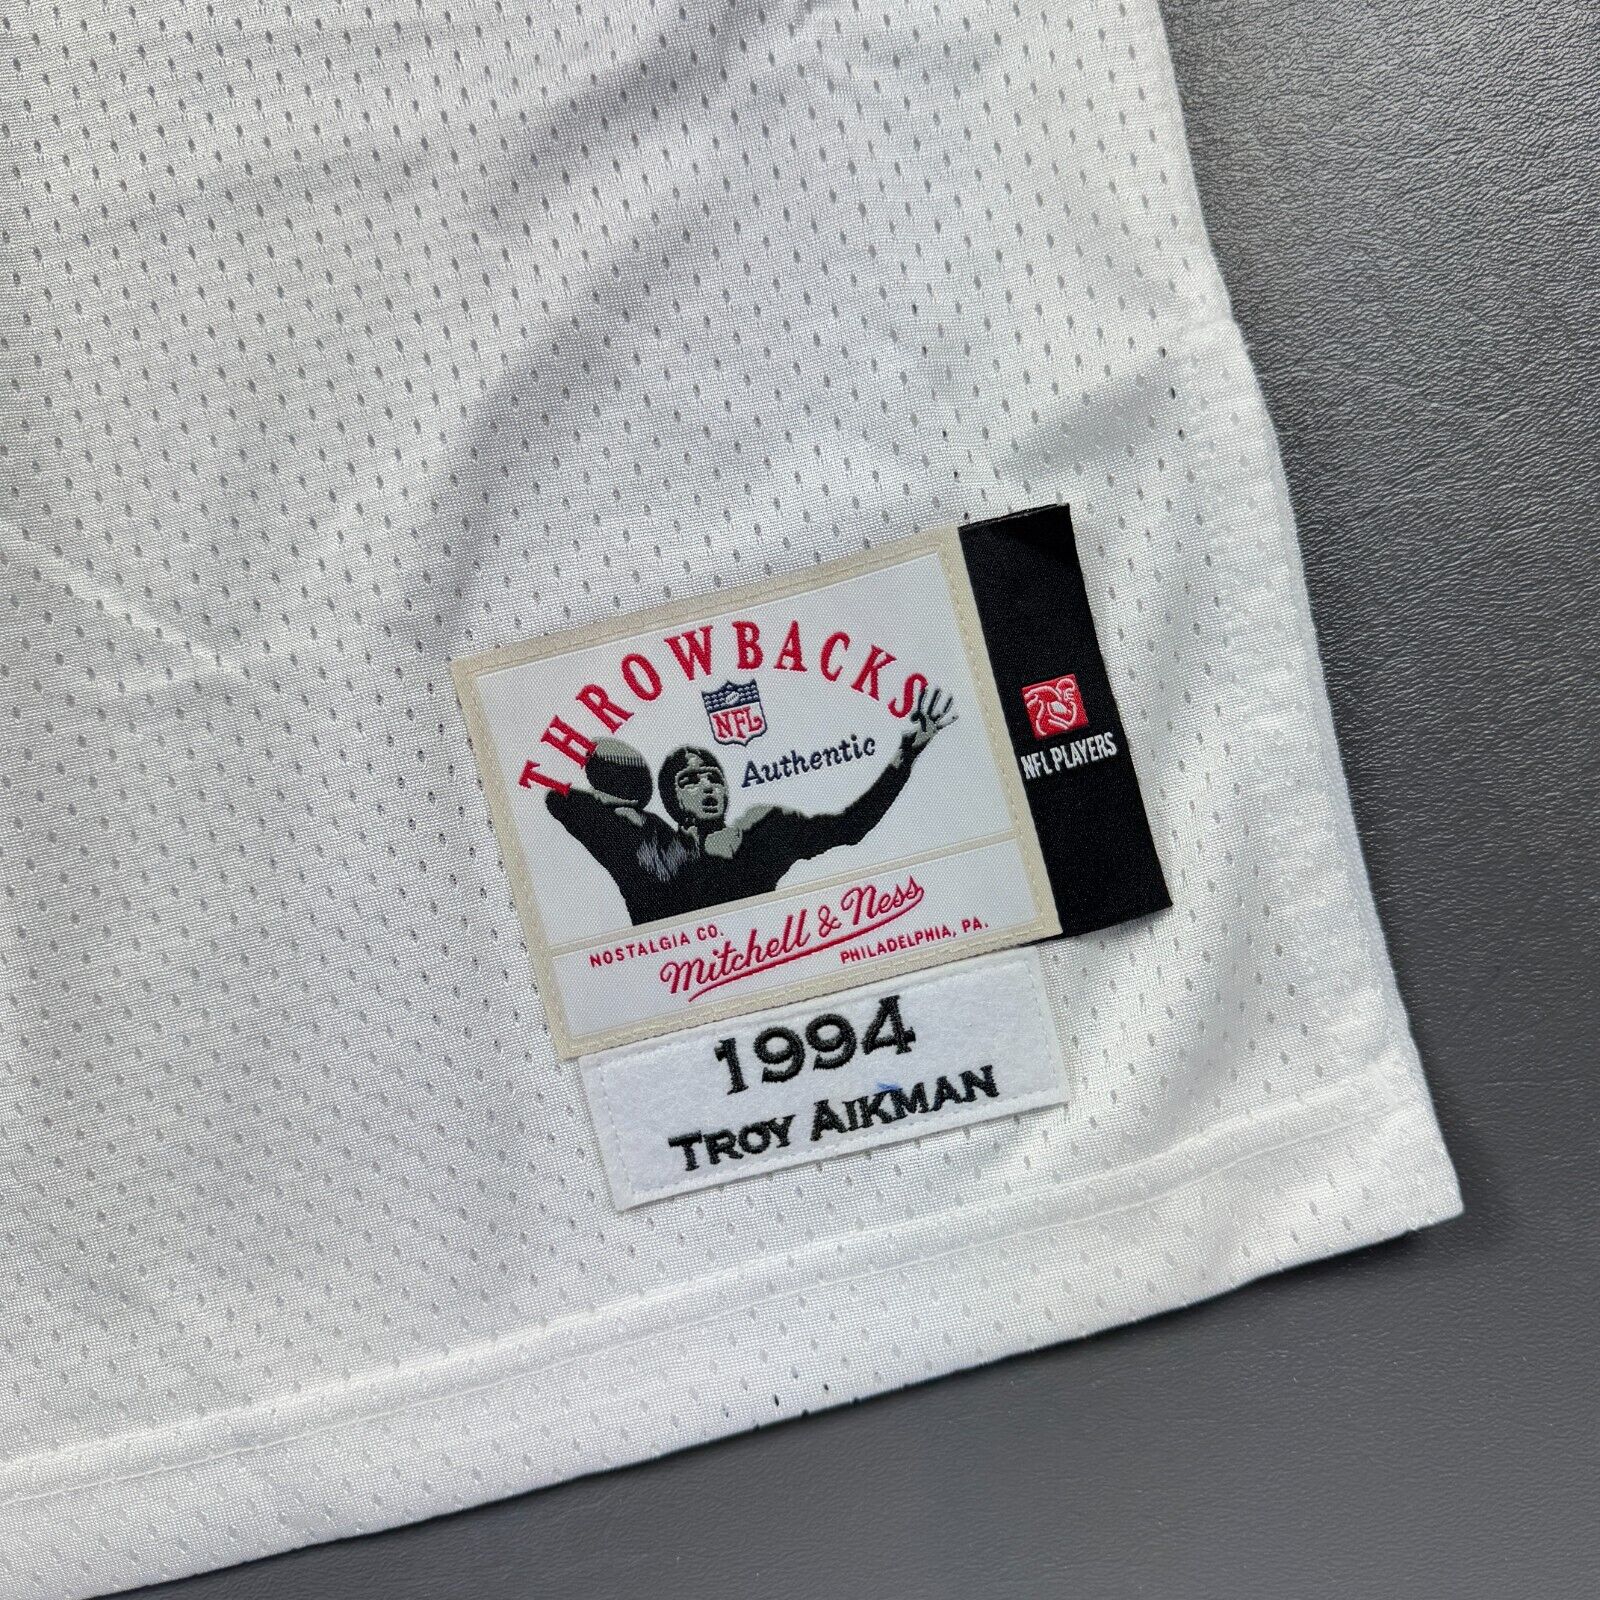 THROWBACKS
NFL
Authentic
NFL PLAYERS
NOSTALGIA CO.
Mitchell & Ness
PHILADELPHIA, PA.
1994
TROY AIKMAN